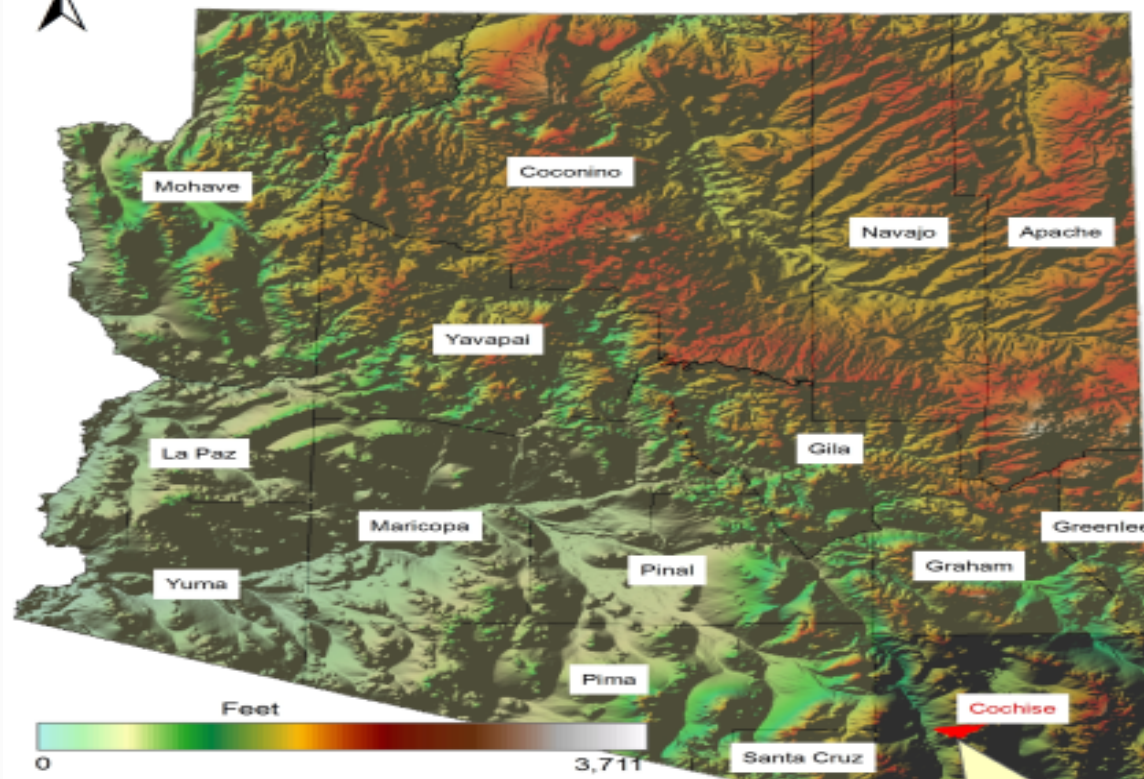 Mohave
Coconino
Navajo
Apache
Yavapai
La Paz
Gila
Maricopa
Greenlee
Yuma
Pinal
Graham
Pima
Cochise
Santa Cruz
Feet
0
3,711